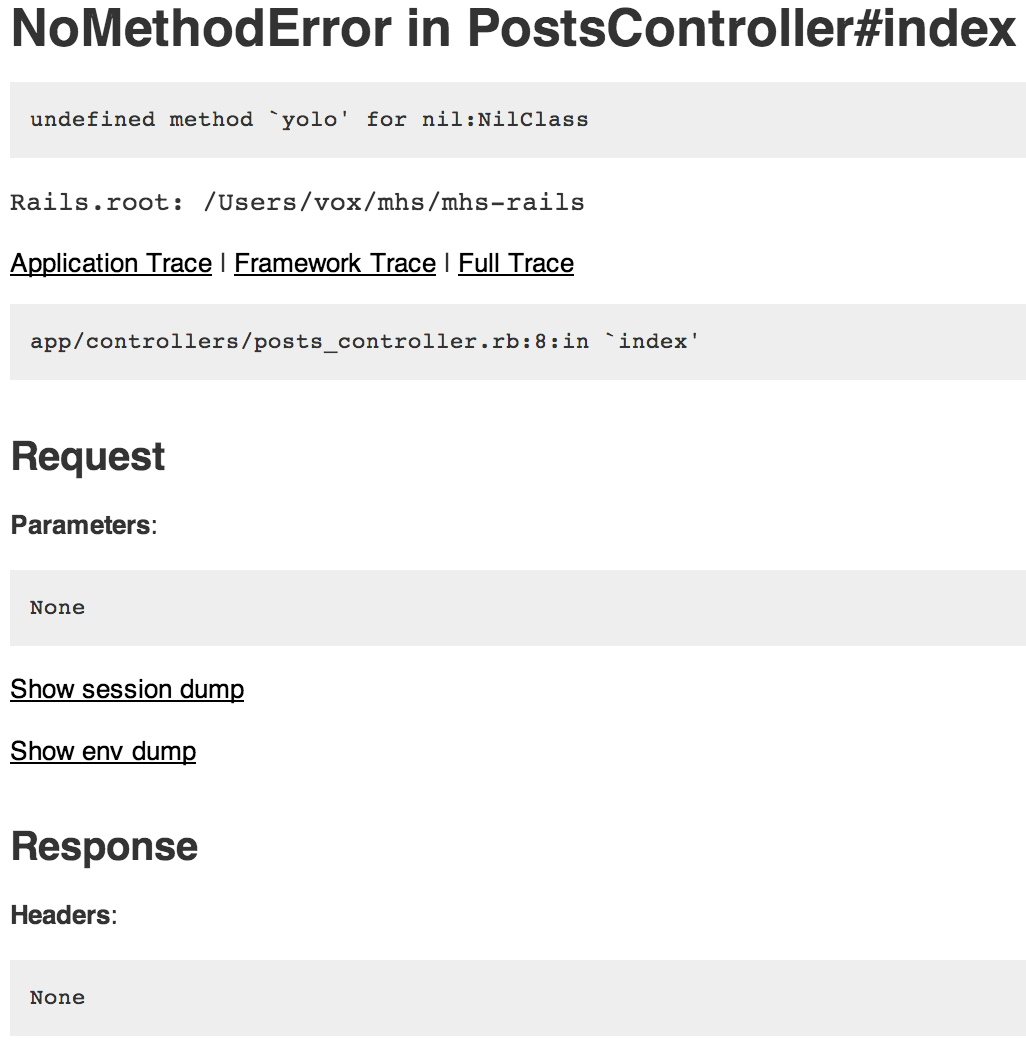 NoMethodError in PostsController#index
undefined method `yolo' for nil:NilClass
Rails.root: /Users/vox/mhs/mhs-rails
Application Trace | Framework Trace | Full Trace
app/controllers/posts_controller.rb:8:in `index'
Request
Parameters:
None
Show session dump
Show env dump
Response
Headers:
None